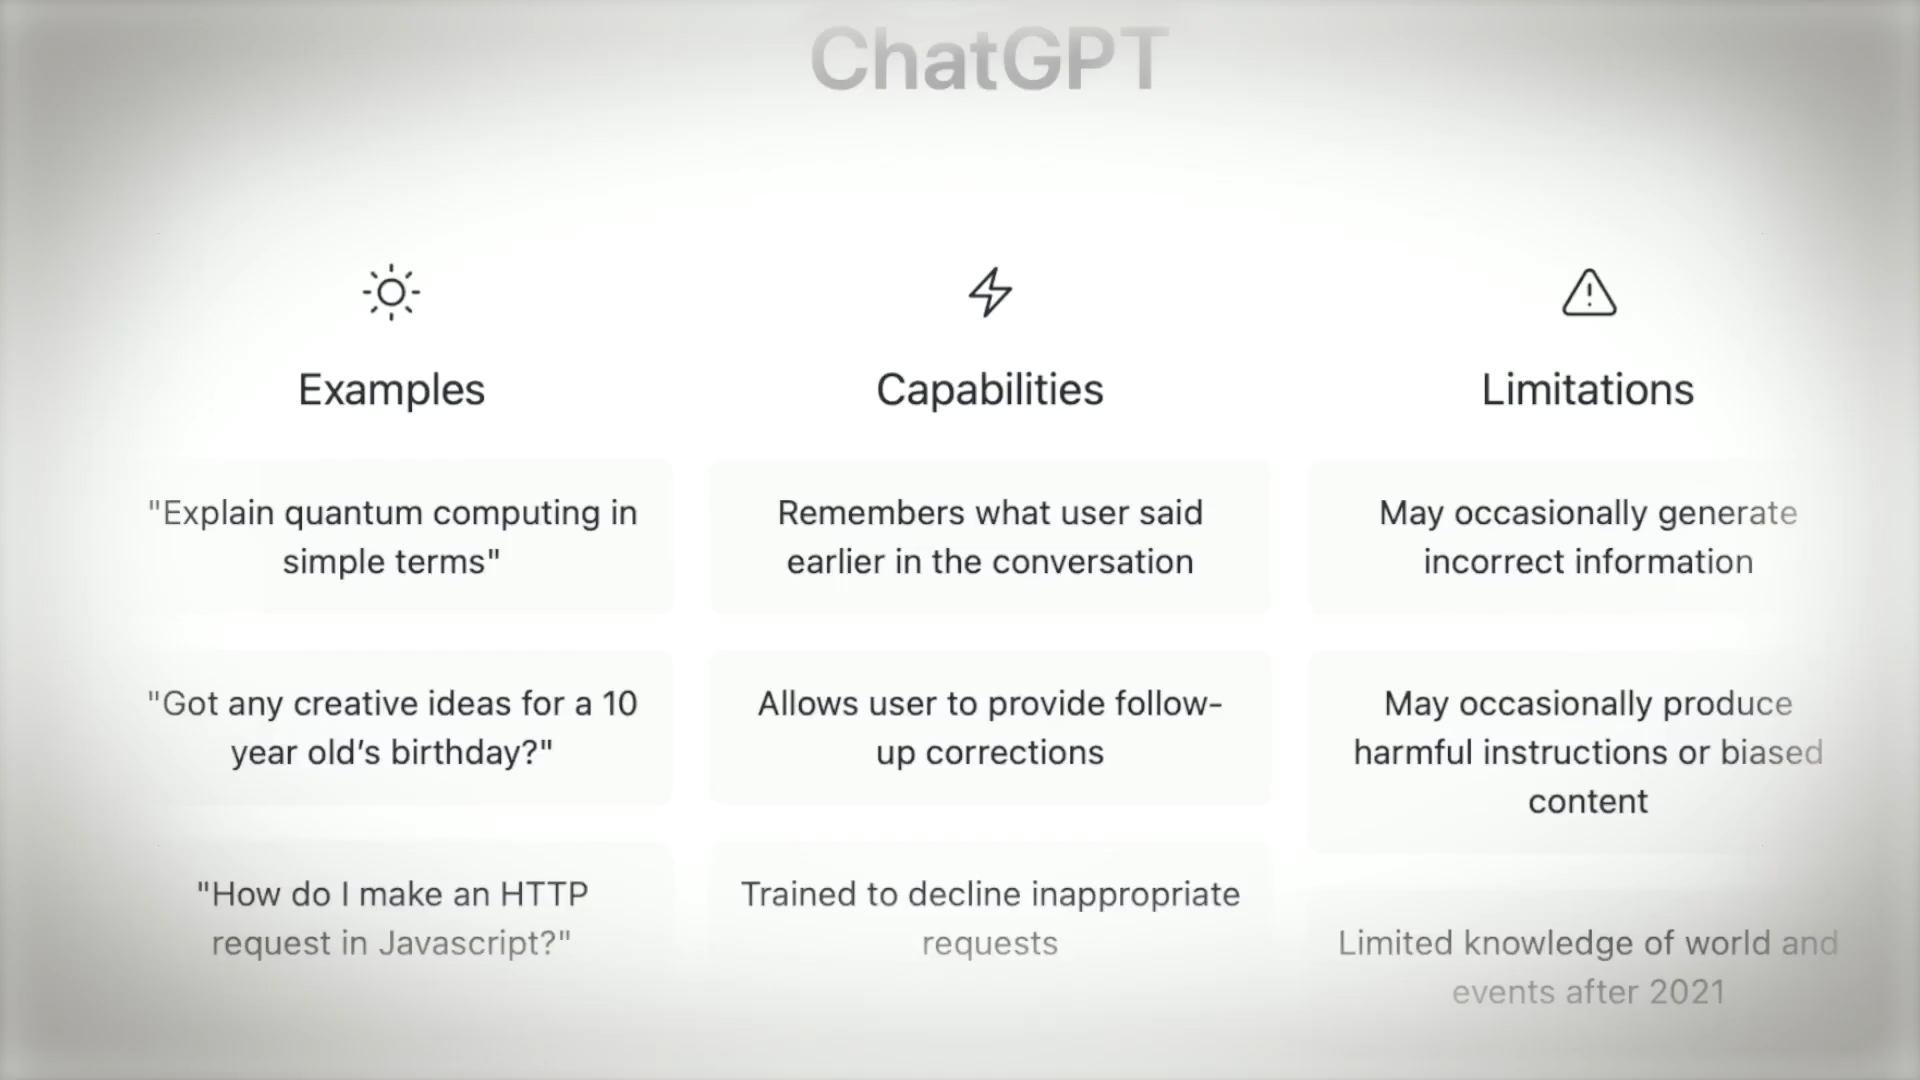 ChatGPT
Examples
"Explain quantum computing in
simple terms"
"Got any creative ideas for a 10
year old's birthday?"
"How do I make an HTTP
request in Javascript?"
Capabilities
Remembers what user said
earlier in the conversation
Allows user to provide follow-
up corrections
Trained to decline inappropriate
requests
Limitations
May occasionally generate
incorrect information
May occasionally produce
harmful instructions or biased
content
Limited knowledge of world and
events after 2021